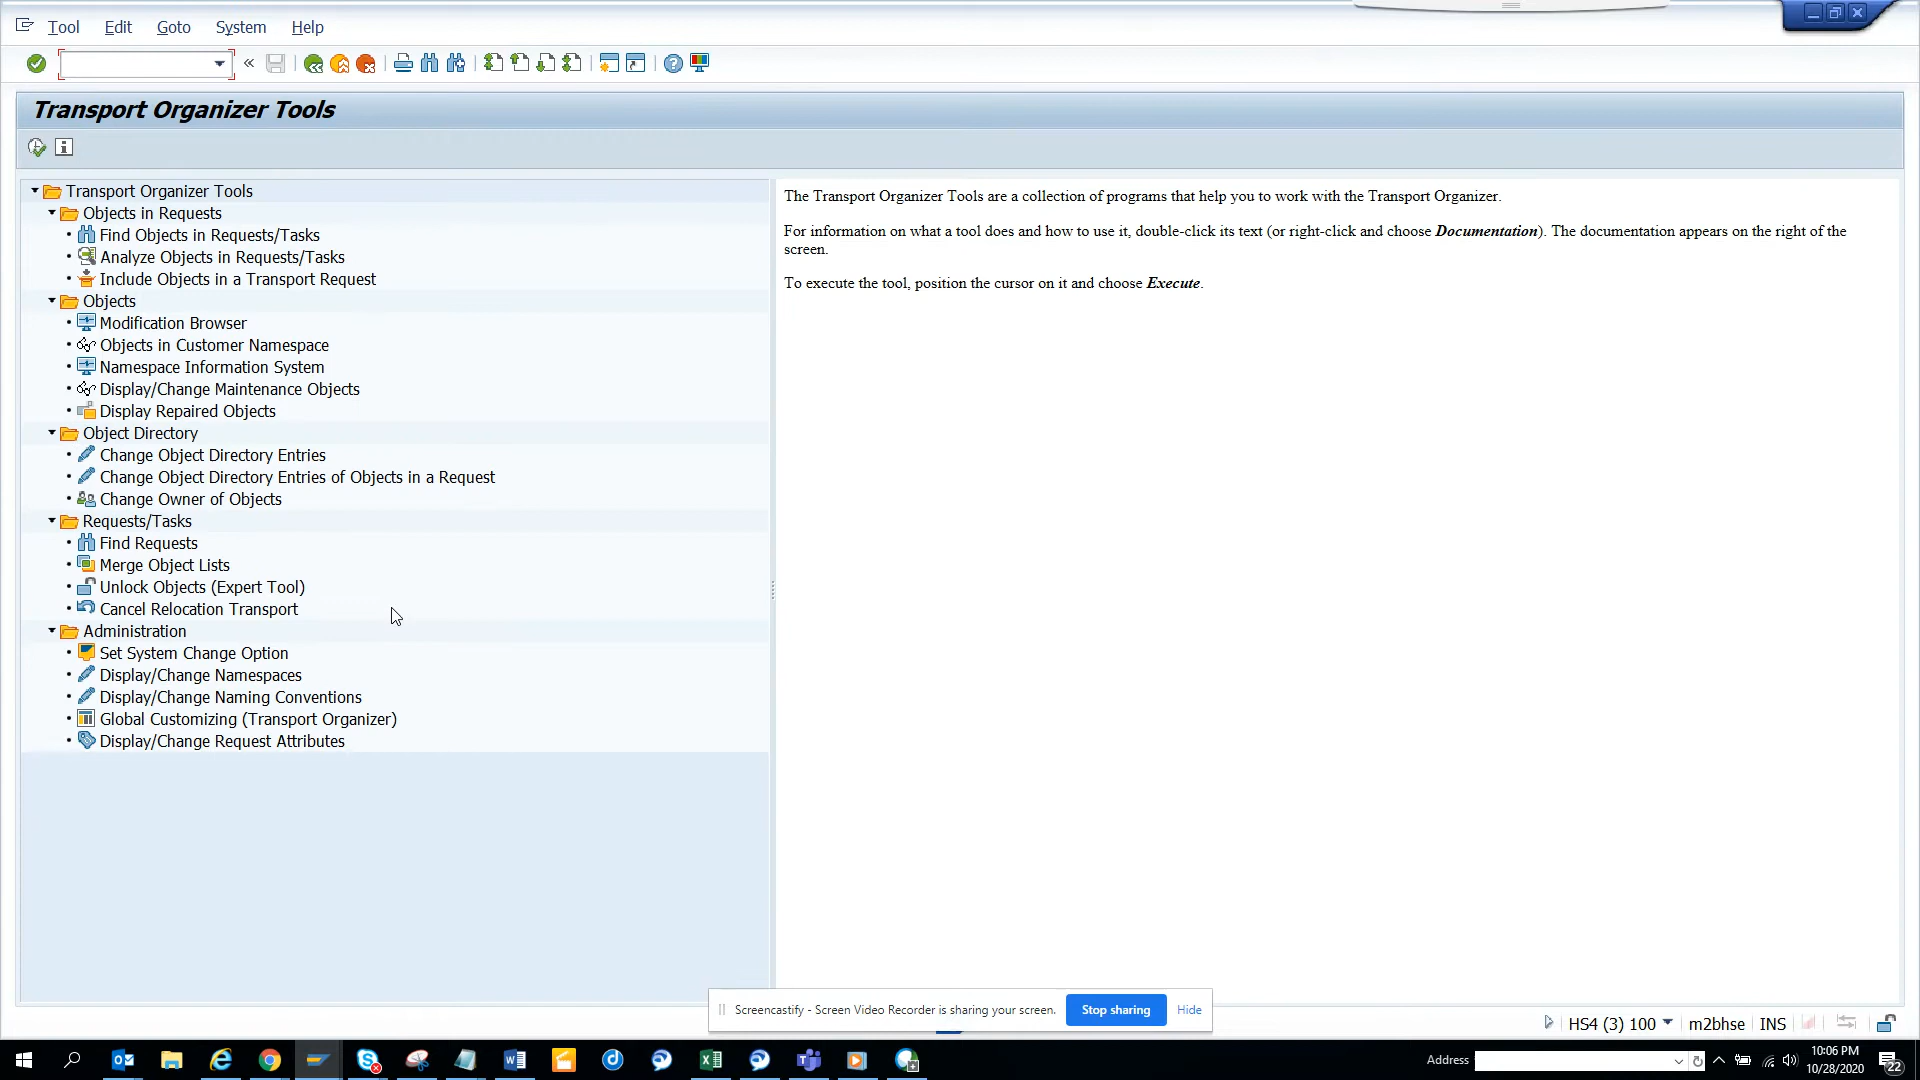 Tool Edit Goto System Help
«
Transport Organizer Tools
Transport Organizer Tools
Objects in Requests
Find Objects in Requests/Tasks
Analyze Objects in Requests/Tasks
Include Objects in a Transport Request
Objects
Modification Browser
Objects in Customer Namespace
Namespace Information System
Display/Change Maintenance Objects
Display Repaired Objects
Object Directory
Change Object Directory Entries
Change Object Directory Entries of Objects in a Request
Change Owner of Objects
Requests/Tasks
Find Requests
Merge Object Lists
Unlock Objects (Expert Tool)
Cancel Relocation Transport
Administration
Set System Change Option
Display/Change Namespaces
Display/Change Naming Conventions
Global Customizing (Transport Organizer)
Display/Change Request Attributes
The Transport Organizer Tools are a collection of programs that help you to work with the Transport Organizer.
For information on what a tool does and how to use it, double-click its text (or right-click and choose Documentation). The documentation appears on the right of the
screen.
To execute the tool, position the cursor on it and choose Execute.
Screencastify - Screen Video Recorder is sharing your screen. Stop sharing Hide
HS4 (3) 100 m2bhse INS
Address
10:06 PM
10/28/2020
22